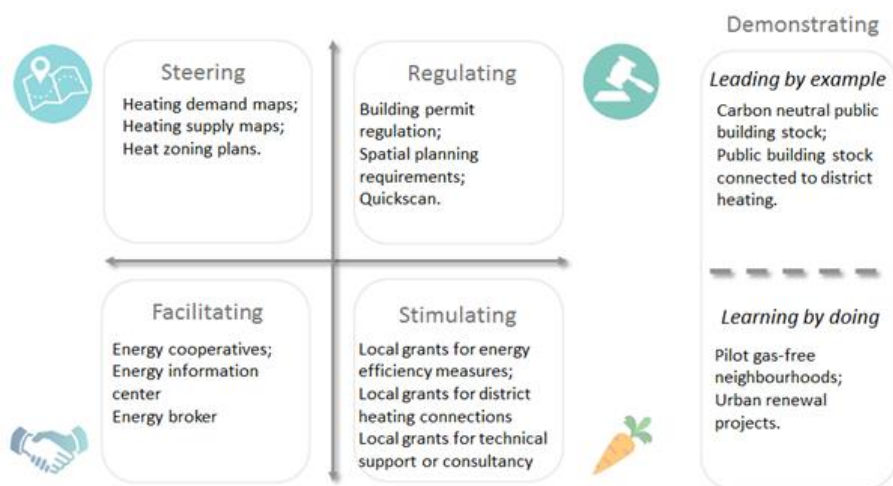 Steering
Heating demand maps;
Heating supply maps;
Heat zoning plans.
Regulating
Building permit
regulation;
Spatial planning
requirements;
Quickscan.
Facilitating
Energy cooperatives;
Energy information
center
Energy broker
Stimulating
Local grants for energy
efficiency measures;
Local grants for district
heating connections
Local grants for technical
support or consultancy
Demonstrating
Leading by example
Carbon neutral public
building stock;
Public building stock
connected to district
heating.
Learning by doing
Pilot gas-free
neighbourhoods;
Urban renewal
projects.